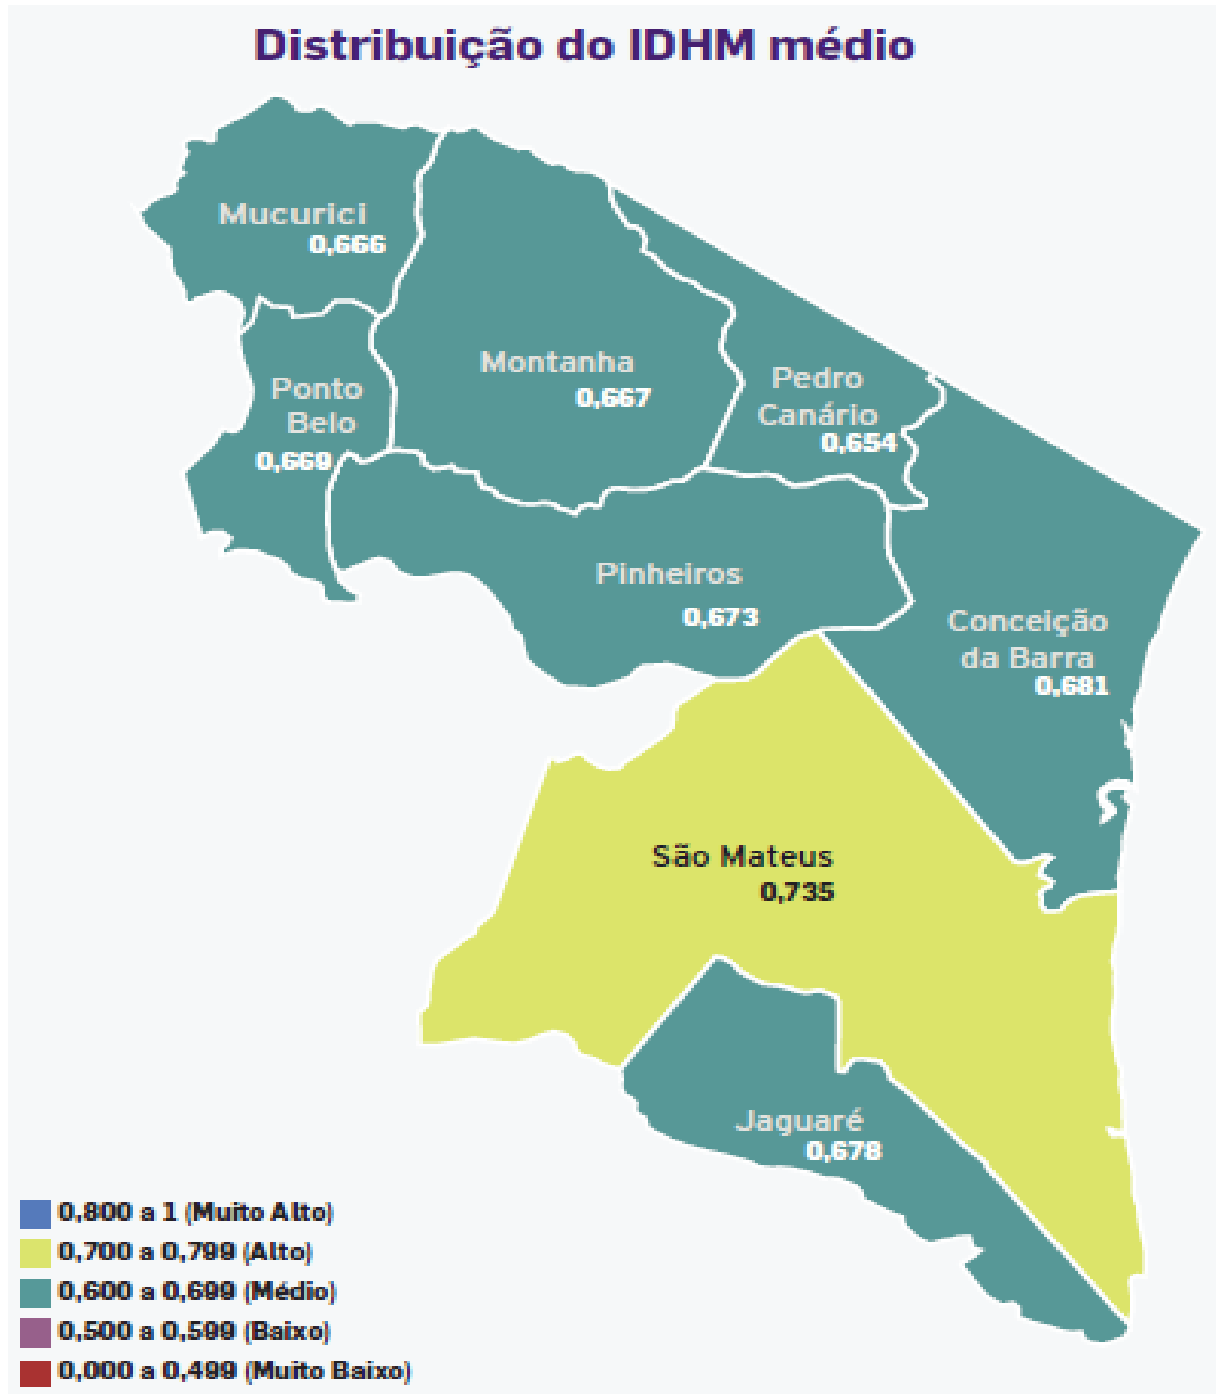 Distribuição do IDHM médio
Mucurici
0,666
Montanha
0,667
Pedro
Canário
0,654
Ponto
Belo
0,669
Pinheiros
0,673
Conceição
da Barra
0,681
São Mateus
0,735
Jaguaré
0,678
0,800 a 1 (Muito Alto)
0,700 a 0,799 (Alto)
0,600 a 0,699 (Médio)
0,500 a 0,599 (Baixo)
0,000 a 0,499 (Muito Baixo)